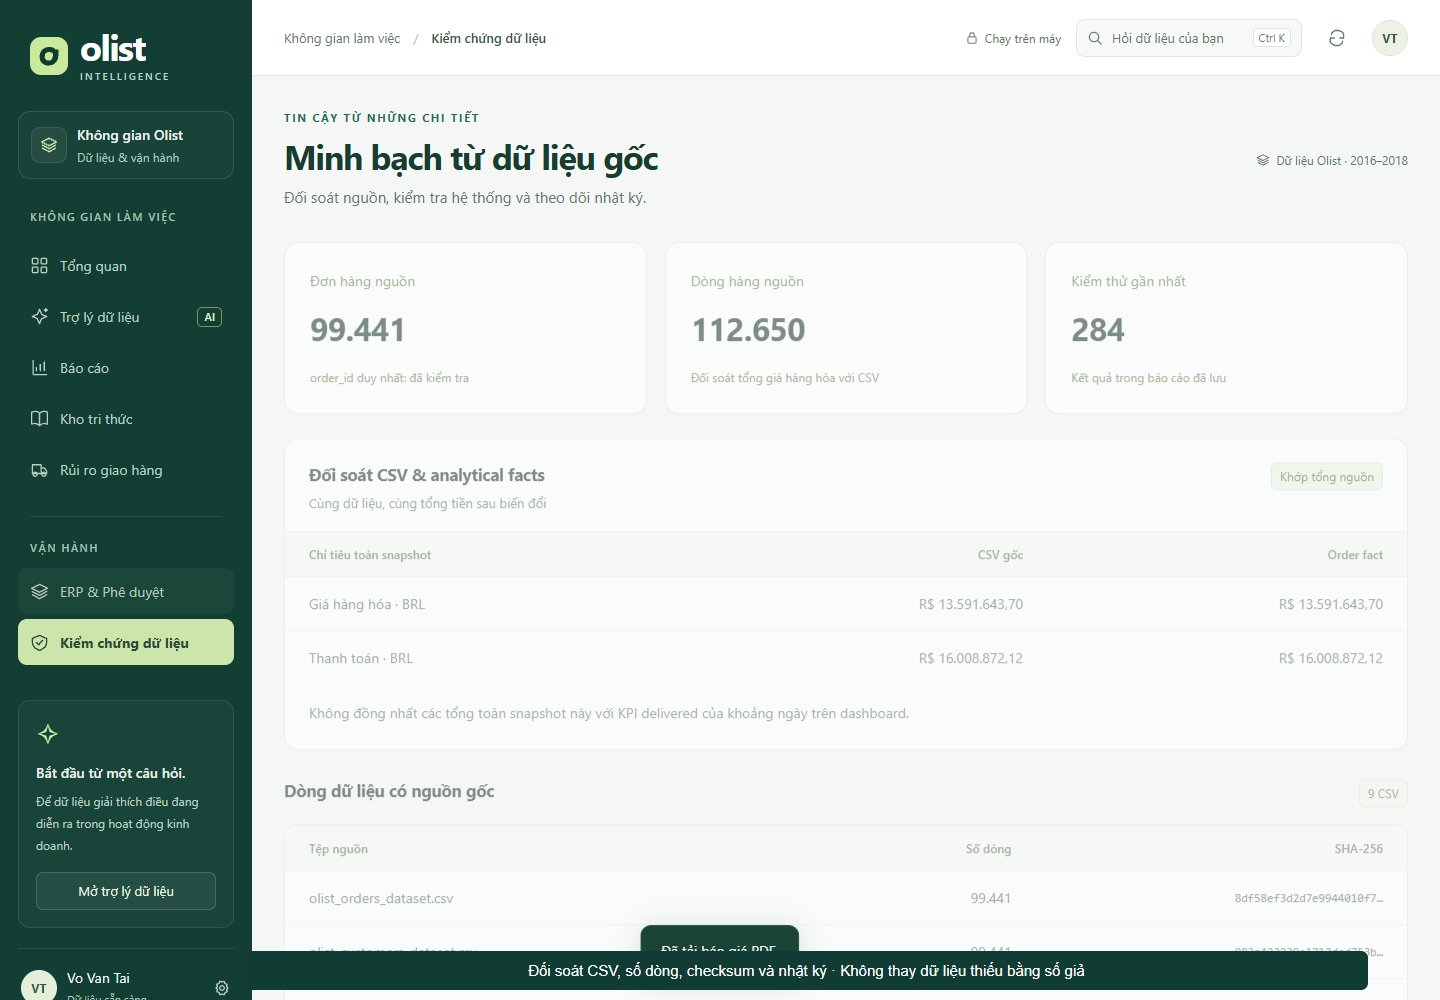 olist
INTELLIGENCE
Không gian Olist
Dữ liệu & vận hành
KHÔNG GIAN LÀM VIỆC
Tổng quan
Trợ lý dữ liệu
AI
Báo cáo
Kho tri thức
Rủi ro giao hàng
VẬN HÀNH
ERP & Phê duyệt
Kiểm chứng dữ liệu
Bắt đầu từ một câu hỏi.
Để dữ liệu giải thích điều đang
diễn ra trong hoạt động kinh
doanh.
Mở trợ lý dữ liệu
VT
Vo Van Tai
Dữ liệu sẵn sàng
Không gian làm việc / Kiểm chứng dữ liệu
Chạy trên máy
Hỏi dữ liệu của bạn
Ctrl K
VT
TIN CẬY TỪ NHỮNG CHI TIẾT
Minh bạch từ dữ liệu gốc
Đối soát nguồn, kiểm tra hệ thống và theo dõi nhật ký.
Dữ liệu Olist · 2016–2018
Đơn hàng nguồn
99.441
order_id duy nhất: đã kiểm tra
Dòng hàng nguồn
112.650
Đối soát tổng giá hàng hóa với CSV
Kiểm thử gần nhất
284
Kết quả trong báo cáo đã lưu
Đối soát CSV & analytical facts
Cùng dữ liệu, cùng tổng tiền sau biến đổi
Khớp tổng nguồn
Chỉ tiêu toàn snapshot CSV gốc Order fact
Giá hàng hóa · BRL R$ 13.591.643,70 R$ 13.591.643,70
Thanh toán · BRL R$ 16.008.872,12 R$ 16.008.872,12
Không đồng nhất các tổng toàn snapshot này với KPI delivered của khoảng ngày trên dashboard.
Dòng dữ liệu có nguồn gốc
9 CSV
Tệp nguồn Số dòng SHA-256
olist_orders_dataset.csv 99.441 8df58ef3d2d7e9944010f7…
Đã tải báo giá PDF
Đối soát CSV, số dòng, checksum và nhật ký · Không thay dữ liệu thiếu bằng số giả